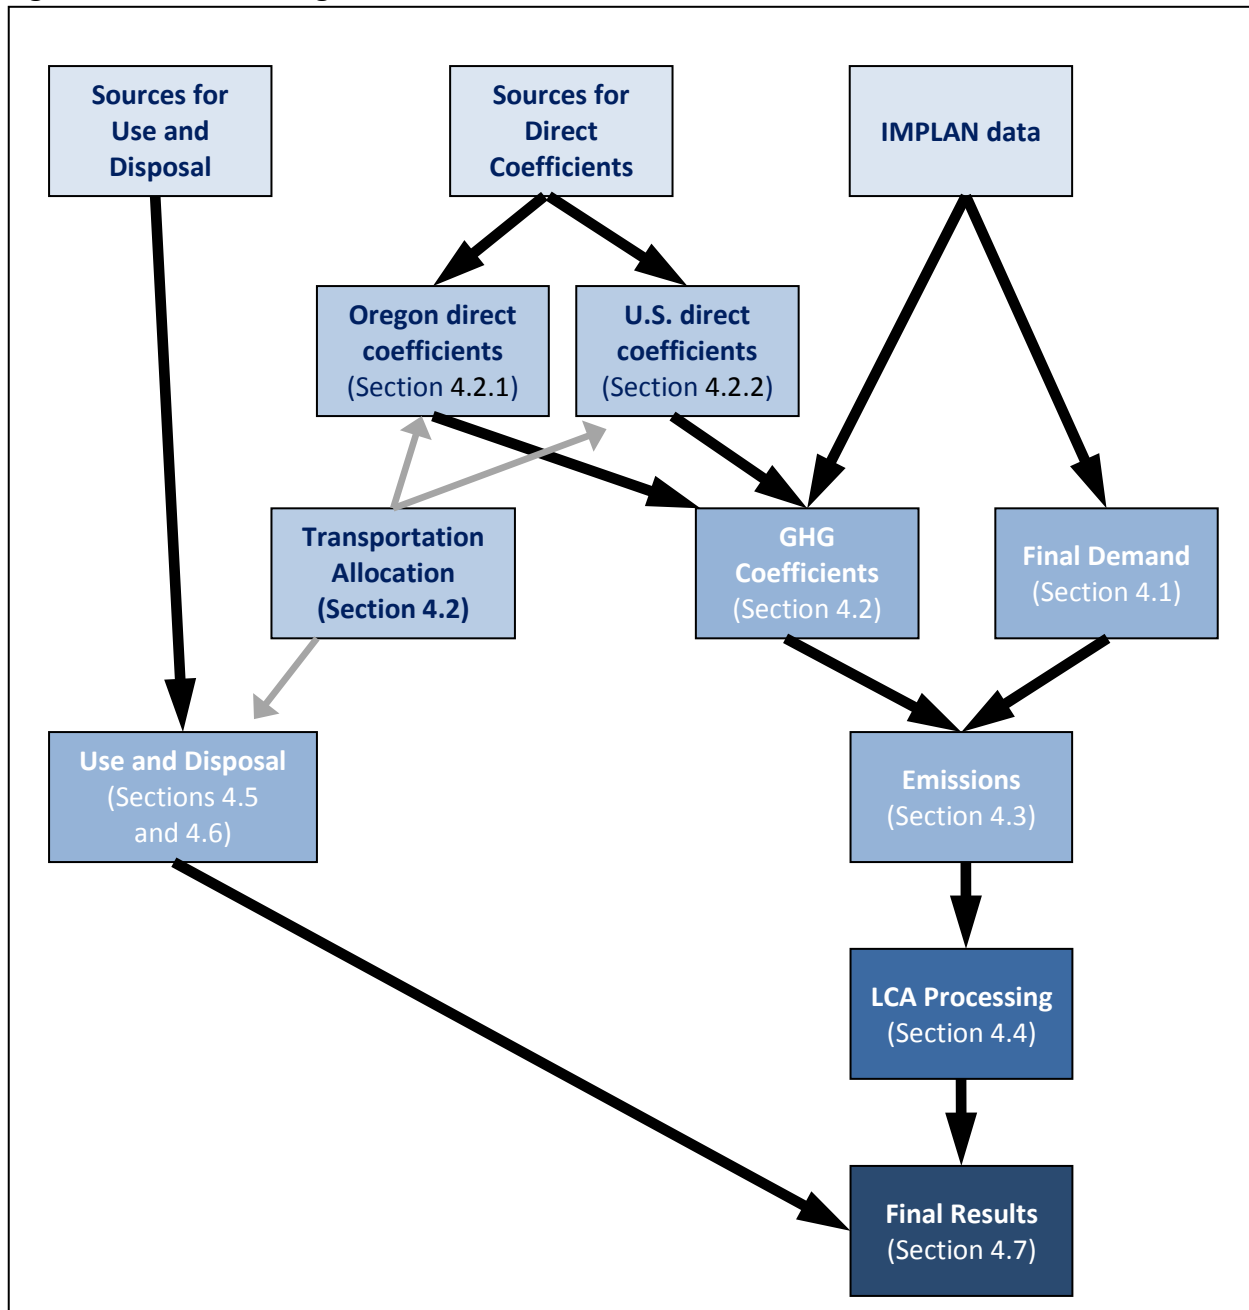 Sources for
Use and
Disposal
Sources for
Direct
Coefficients
IMPLAN data
Oregon direct
coefficients
(Section 4.2.1)
U.S. direct
coefficients
(Section 4.2.2)
Transportation
Allocation
(Section 4.2)
GHG
Coefficients
(Section 4.2)
Final Demand
(Section 4.1)
Use and Disposal
(Sections 4.5
and 4.6)
Emissions
(Section 4.3)
LCA Processing
(Section 4.4)
Final Results
(Section 4.7)